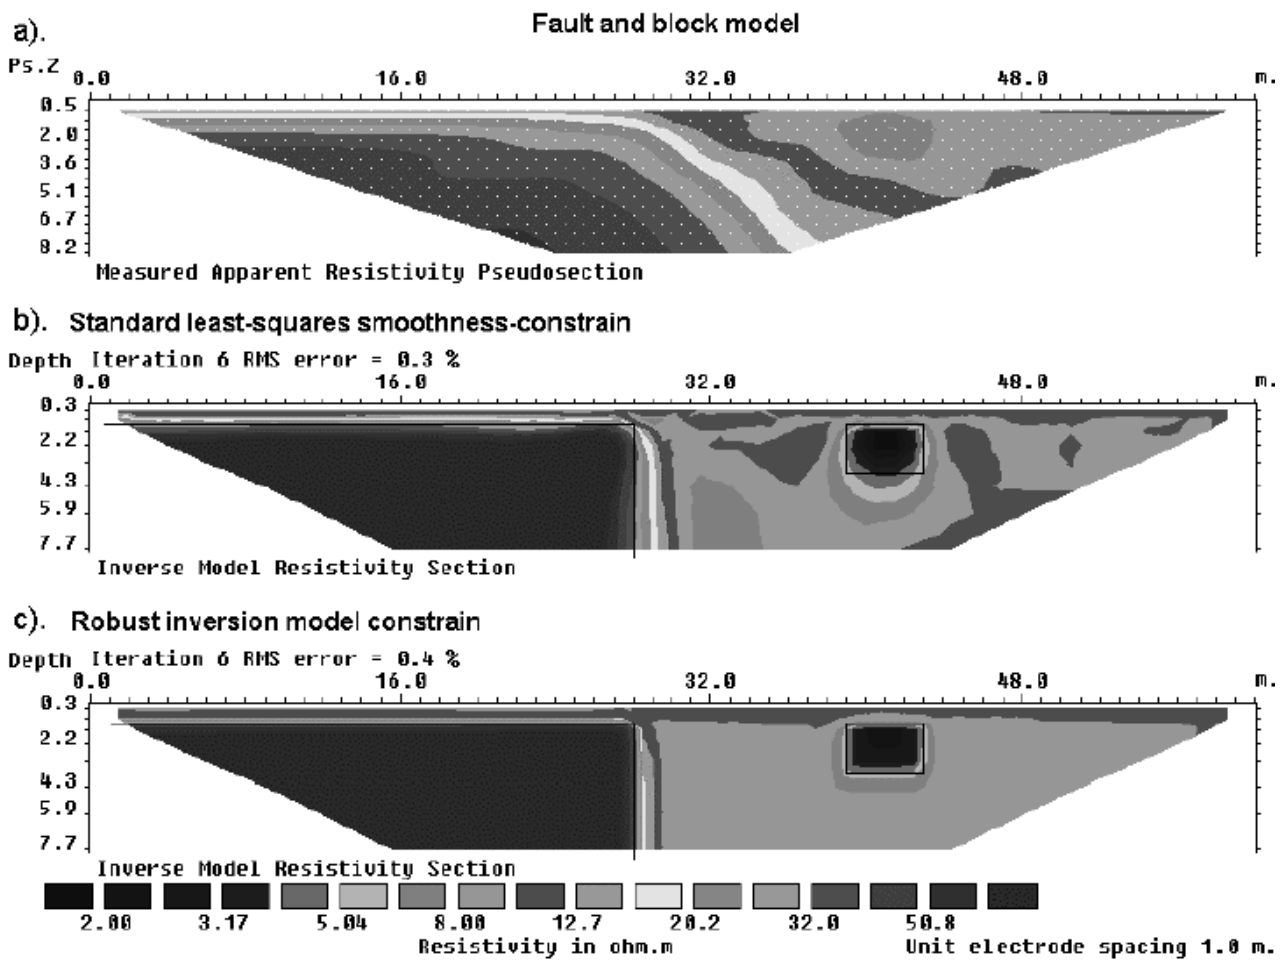 Fault and block model
a).
Ps.Z 0.0 16.0 32.0 48.0 m.
0.5
2.0
3.6
5.1
6.7
8.2
Measured Apparent Resistivity Pseudosection
b). Standard least-squares smoothness-constrain
Depth Iteration 6 RMS error = 0.3 %
0.0 16.0 32.0 48.0 m.
0.3
2.2
4.3
5.9
7.7
Inverse Model Resistivity Section
c). Robust inversion model constrain
Depth Iteration 6 RMS error = 0.4 %
0.0 16.0 32.0 48.0 m.
0.3
2.2
4.3
5.9
7.7
Inverse Model Resistivity Section
2.00 3.17 5.04 8.00 12.7 20.2 32.0 50.8
Resistivity in ohm.m Unit electrode spacing 1.0 m.